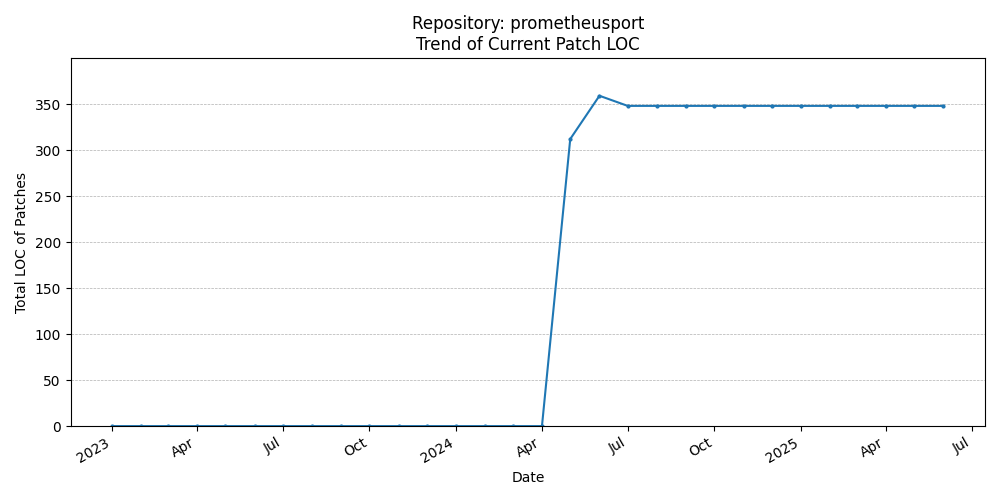 Repository: prometheusport
Trend of Current Patch LOC
Total LOC of Patches
350
300
250
200
150
100
50
0
2023
Apr
Jul
Oct
2024
Apr
Jul
Oct
2025
Apr
Jul
Date